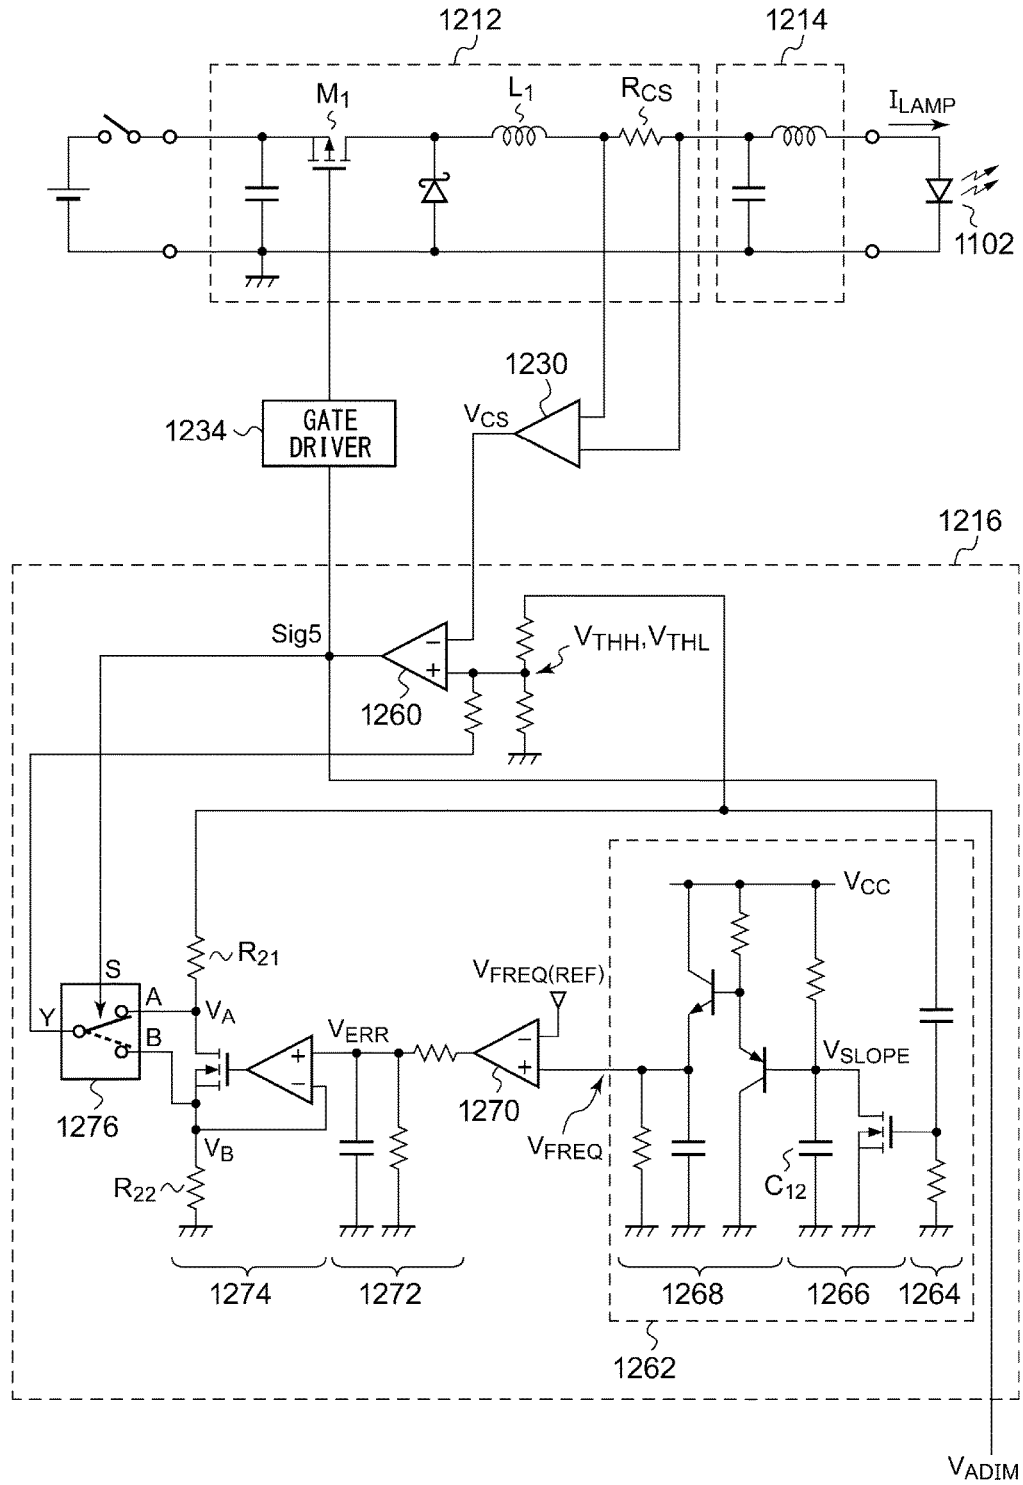 1212
1214
M1
L1
RCS
ILAMP
1102
1230
VCS
1234
GATE
DRIVER
1216
Sig5
−
+
VTHH,VTHL
1260
VCC
R21
S
A
Y
B
VA
VFREQ(REF)
VERR
+
−
−
+
VSLOPE
1276
1270
VB
VFREQ
R22
C12
1274
1272
1268
1266
1264
1262
VADIM